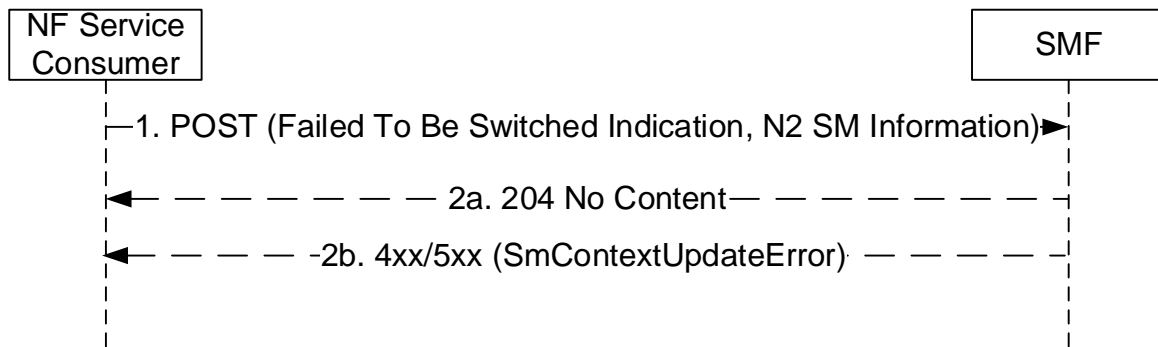 NF Service
Consumer
SMF
1. POST (Failed To Be Switched Indication, N2 SM Information)
2a. 204 No Content
2b. 4xx/5xx (SmContextUpdateError)